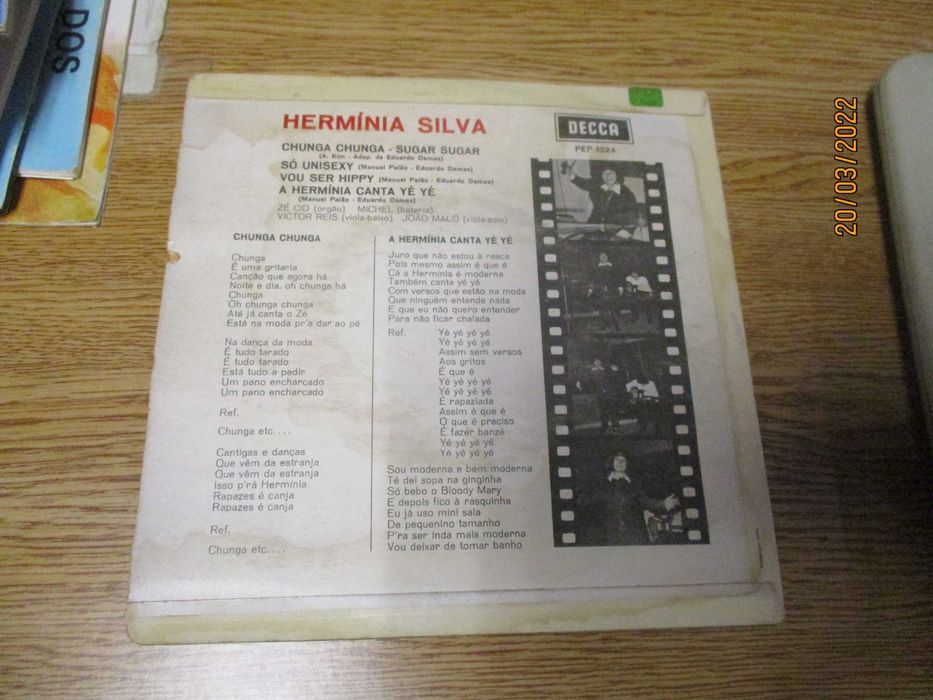 DOS
HERMÍNIA SILVA
DECCA
PEP 1324
CHUNGA CHUNGA - SUGAR SUGAR
(A. Kim - Adap. de Eduardo Damas)
SÓ UNISEXY (Manuel Paião - Eduardo Damas)
VOU SER HIPPY (Manuel Paião - Eduardo Damas)
A HERMÍNIA CANTA YÉ YÉ
(Manuel Paião - Eduardo Damas)
ZÉ CID (orgão) MICHEL (bateria)
VICTOR REIS (viola-baixo) JOÃO MALÓ (viola-solo)
CHUNGA CHUNGA
Chunga
É uma gritaria
Canção que agora há
Noite e dia, oh chunga há
Chunga
Oh chunga chunga
Até já canta o Zé
Está na moda pr'a dar ao pé
Na dança da moda
É tudo tarado
É tudo tarado
Está tudo a pedir
Um pano encharcado
Um pano encharcado
Ref.
Chunga etc....
Cantigas e danças
Que vêm da estranja
Que vêm da estranja
Isso p'rá Hermínia
Rapazes é canja
Rapazes é canja
Ref.
Chunga etc....
A HERMÍNIA CANTA YÉ YÉ
Juro que não estou à rasca
Pois mesmo assim é que é
Cá a Hermínia é moderna
Também canta yé yé
Com versos que estão na moda
Que ninguém entende nada
E que eu não quero entender
Para não ficar chalada
Ref. Yé yé yé yé
Yé yé yé yé
Assim sem versos
Aos gritos
É que é
Yé yé yé yé
Yé yé yé yé
É rapaziada
Assim é que é
O que é preciso
É fazer banzé
Yé yé yé yé
Yé yé yé yé
Sou moderna e bem moderna
Té dei sopa na ginginha
Só bebo o Bloody Mary
E depois fico à rasquinha
Eu já uso mini saia
De pequenino tamanho
P'ra ser inda mais moderna
Vou deixar de tomar banho
20/03/2022